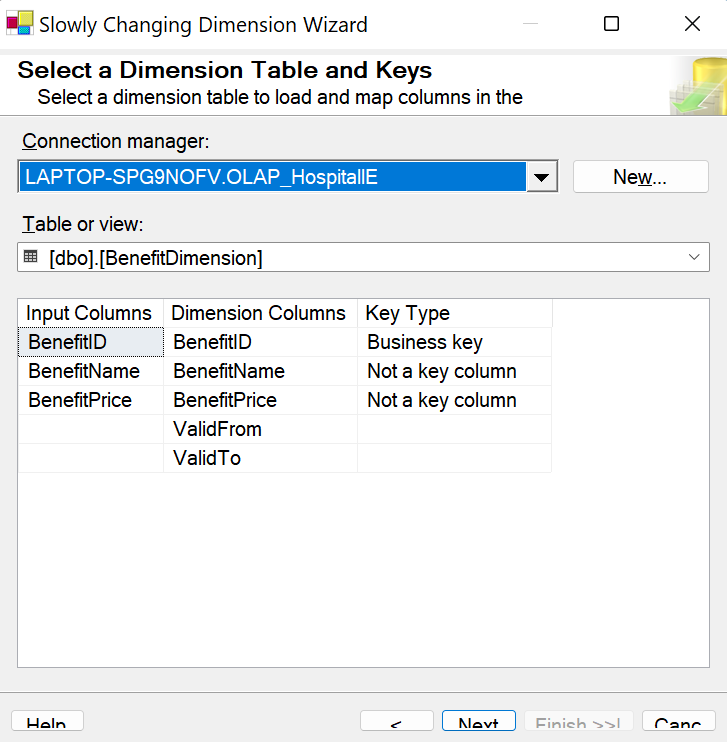 Slowly Changing Dimension Wizard
Select a Dimension Table and Keys
Select a dimension table to load and map columns in the
Connection manager:
LAPTOP-SPG9NOFV.OLAP_HospitalIE
New...
Table or view:
[dbo].[BenefitDimension]
Input Columns Dimension Columns Key Type
BenefitID BenefitID Business key
BenefitName BenefitName Not a key column
BenefitPrice BenefitPrice Not a key column
ValidFrom
ValidTo
Help < Next Finish >>| Canc